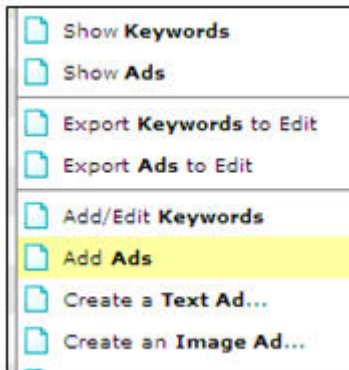 Show Keywords
Show Ads
Export Keywords to Edit
Export Ads to Edit
Add/Edit Keywords
Add Ads
Create a Text Ad...
Create an Image Ad...